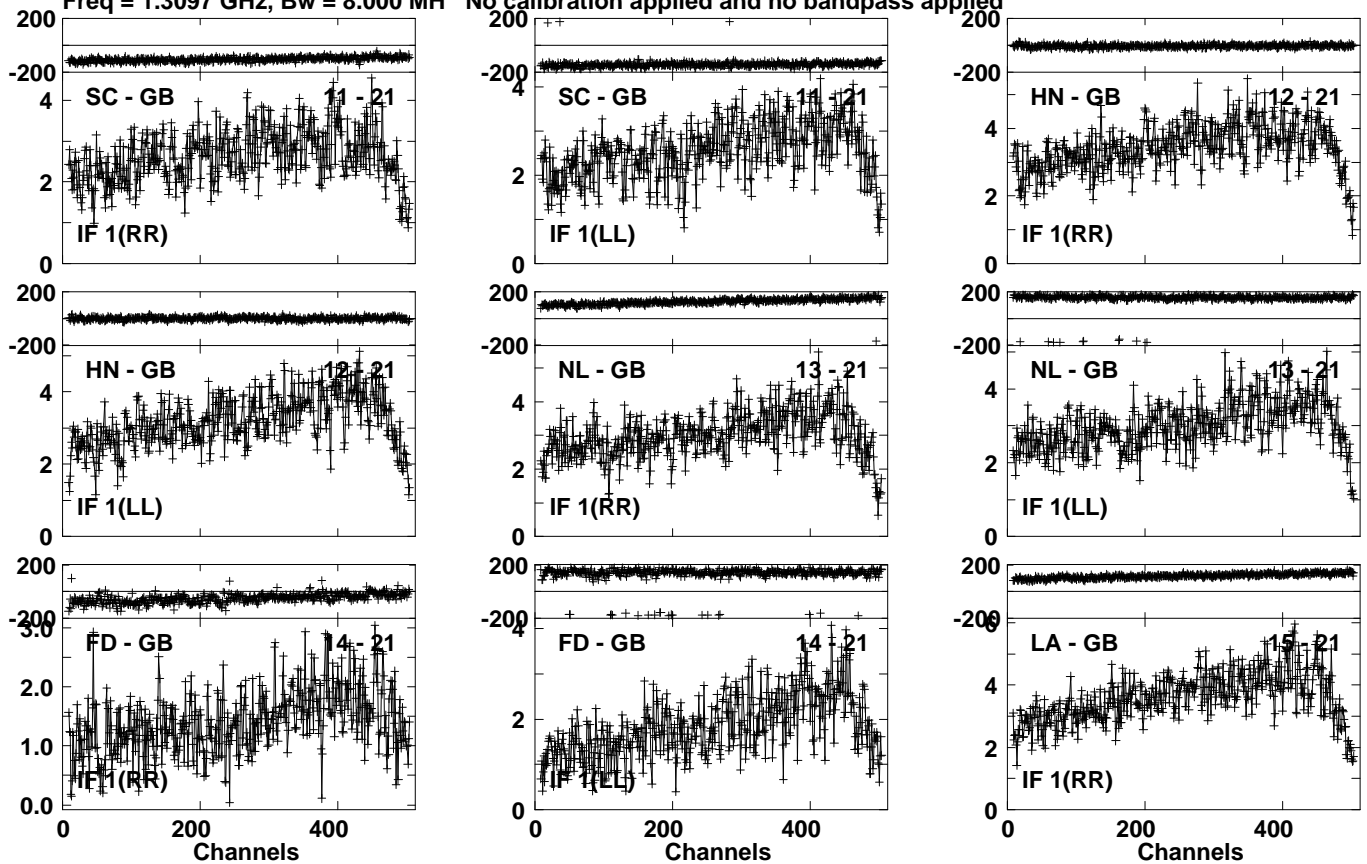 Freq = 1.3097 GHz, Bw = 8.000 MH No calibration applied and no bandpass applied
200 200 200
-200 -200 -200
SC - GB 11 - 21 SC - GB 11 - 21 HN - GB 12 - 21
4 4 4
2 2 2
IF 1(RR) IF 1(LL) IF 1(RR)
0 0 0
200 200 200
-200 -200 -200
HN - GB 12 - 21 NL - GB 13 - 21 NL - GB 13 - 21
4 4 4
2 2 2
IF 1(LL) IF 1(RR) IF 1(LL)
0 0 0
200 200 200
-200 -200 -200
3.0 4 6
FD - GB 14 - 21 FD - GB 14 - 21 LA - GB 15 - 21
2.0 2 4
1.0 2
IF 1(RR) IF 1(LL) IF 1(RR)
0.0 0 0
0 200 400 0 200 400 0 200 400
Channels Channels Channels